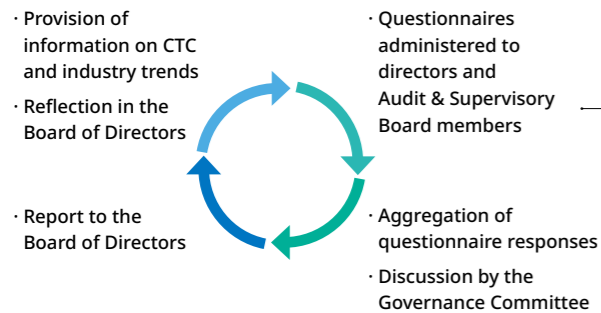 · Provision of
information on CTC
and industry trends
· Reflection in the
Board of Directors
· Questionnaires
administered to
directors and
Audit & Supervisory
Board members
· Report to the
Board of Directors
· Aggregation of
questionnaire responses
· Discussion by the
Governance Committee